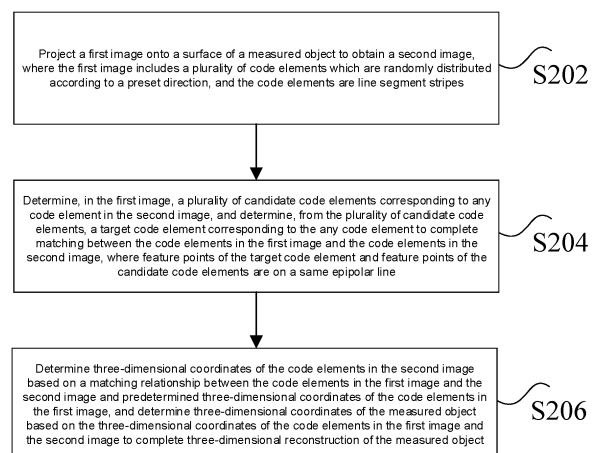 Project a first image onto a surface of a measured object to obtain a second image,
where the first image includes a plurality of code elements which are randomly distributed
according to a preset direction, and the code elements are line segment stripes
S202
Determine, in the first image, a plurality of candidate code elements corresponding to any
code element in the second image, and determine, from the plurality of candidate code
elements, a target code element corresponding to the any code element to complete
matching between the code elements in the first image and the code elements in the
second image, where feature points of the target code element and feature points of the
candidate code elements are on a same epipolar line
S204
Determine three-dimensional coordinates of the code elements in the second image
based on a matching relationship between the code elements in the first image and the
second image and predetermined three-dimensional coordinates of the code elements in
the first image, and determine three-dimensional coordinates of the measured object
based on the three-dimensional coordinates of the code elements in the first image and
the second image to complete three-dimensional reconstruction of the measured object
S206